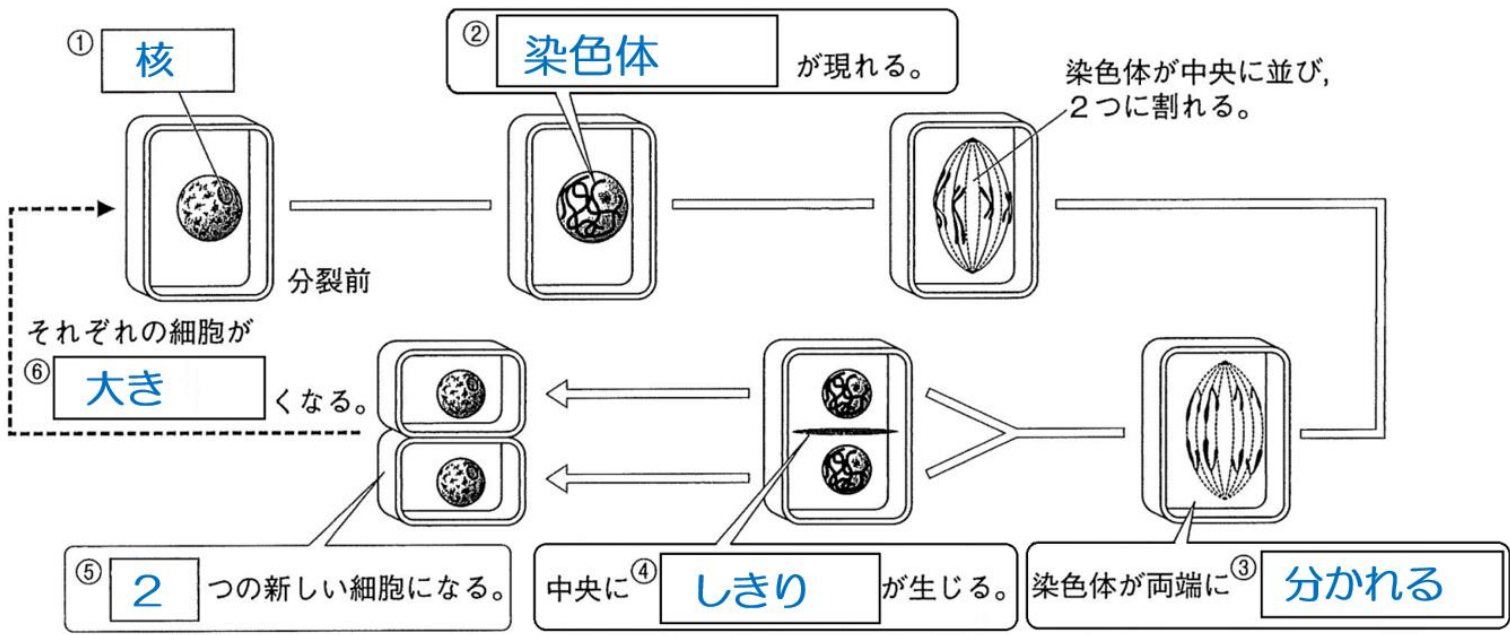 ① 核
② 染色体 が現れる。
染色体が中央に並び,
2つに割れる。
分裂前
それぞれの細胞が
⑥ 大き くなる。
⑤ 2 つの新しい細胞になる。
中央に④ しきり が生じる。
染色体が両端に③ 分かれる